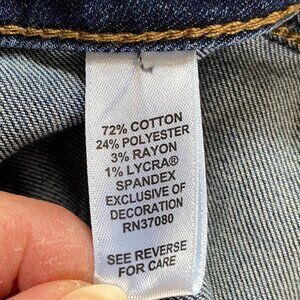 72% COTTON
24% POLYESTER
3% RAYON
1% LYCRA®
SPANDEX
EXCLUSIVE OF
DECORATION
RN37080
SEE REVERSE
FOR CARE